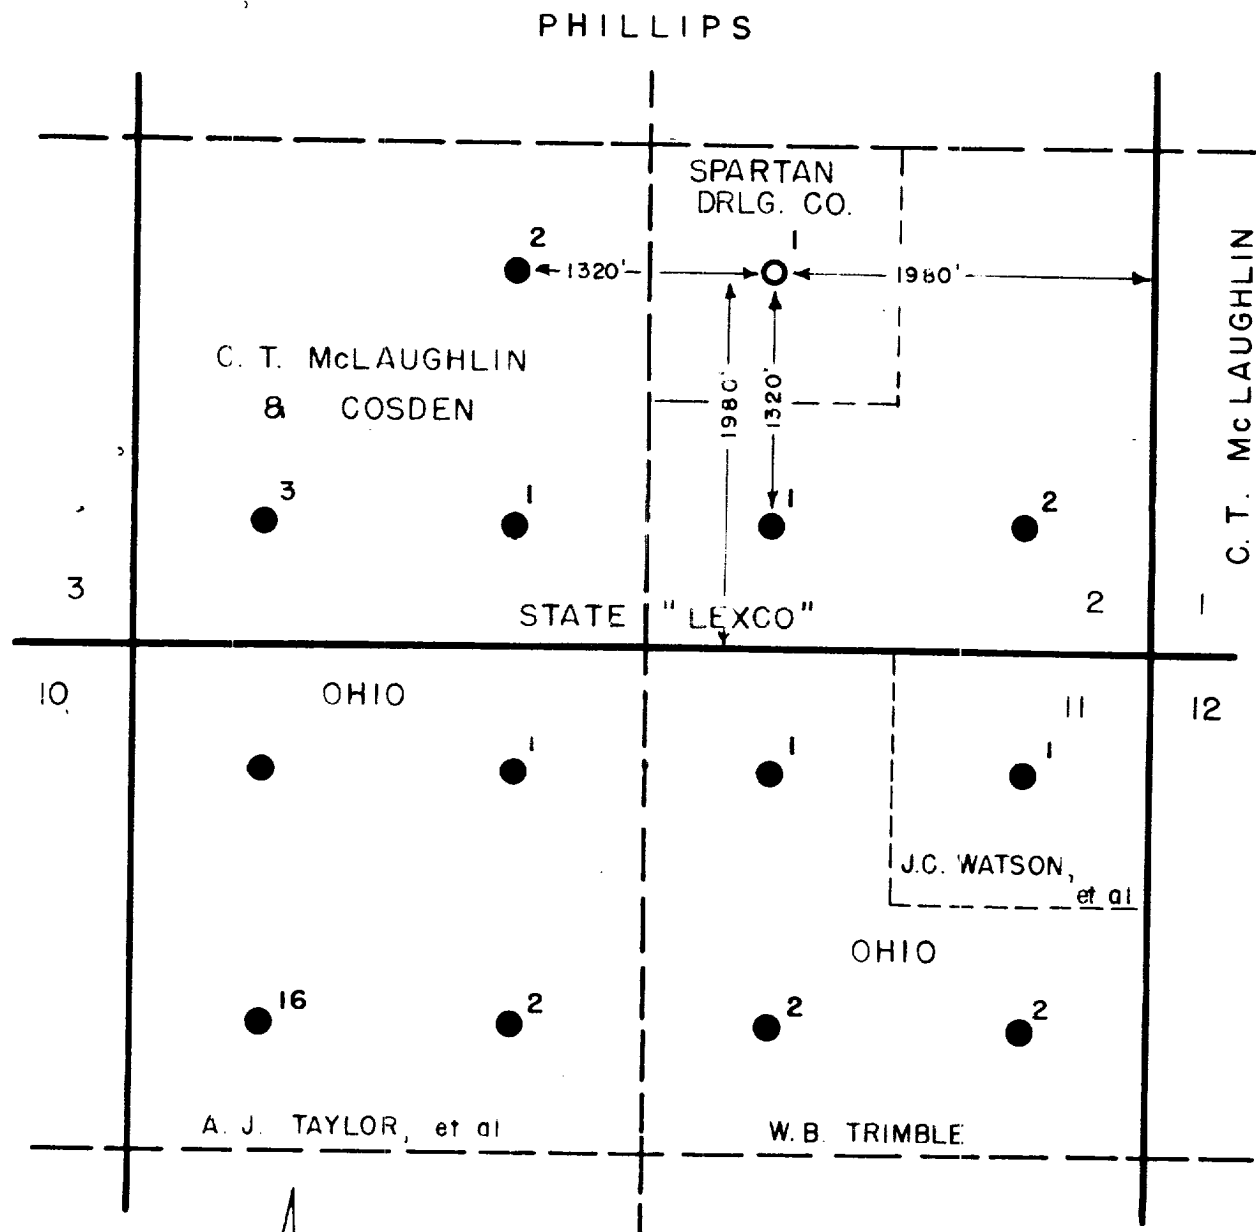 PHILLIPS
SPARTAN
DRLG. CO.
2
1
1320'
1980'
C. T. McLAUGHLIN
& COSDEN
1980'
1320'
C. T. McLAUGHLIN
3
1
1
2
3
2
1
STATE "LEXCO"
10
OHIO
11
12
1
1
1
J.C. WATSON,
et al
OHIO
16
2
2
2
A. J. TAYLOR, et al
W.B. TRIMBLE